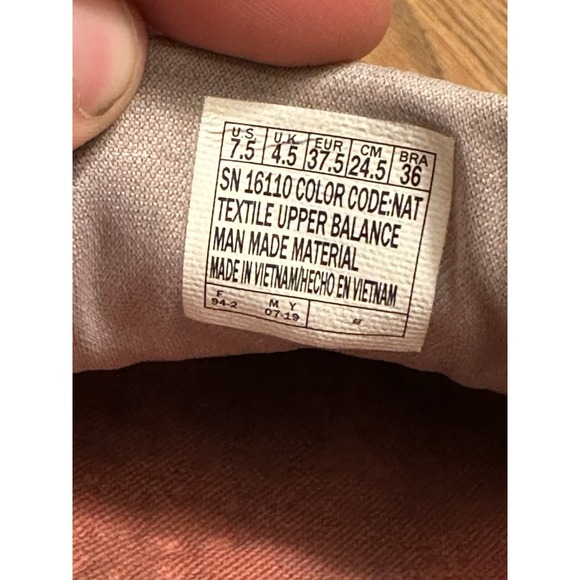 U.S. U.K EUR CM BRA
7.5 4.5 37.5 24.5 36
SN 16110 COLOR CODE:NAT
TEXTILE UPPER BALANCE
MAN MADE MATERIAL
MADE IN VIETNAM/HECHO EN VIETNAM
F M Y
94-2 07-19